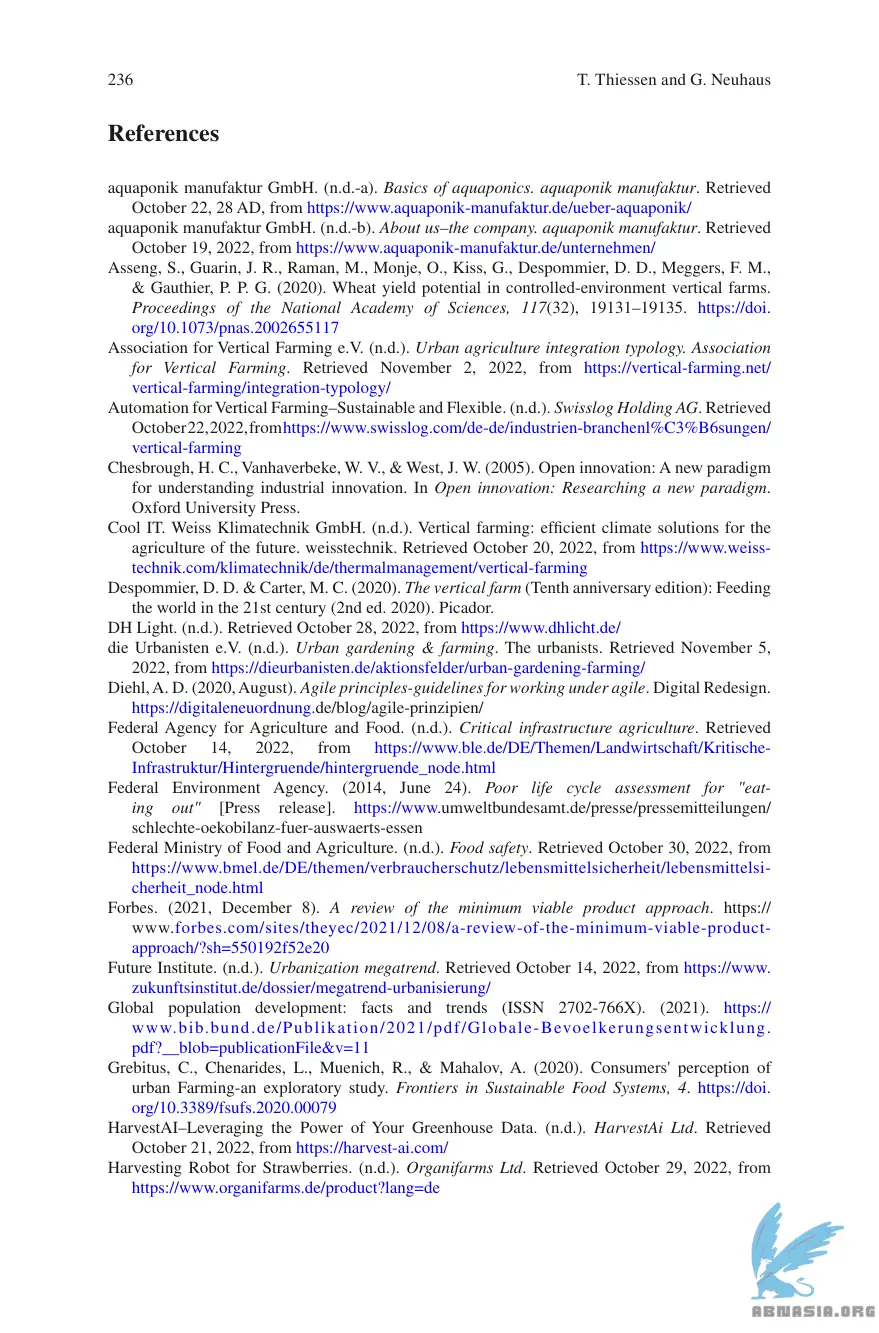 236 T. Thiessen and G. Neuhaus
References
aquaponik manufaktur GmbH. (n.d.-a). Basics of aquaponics. aquaponik manufaktur. Retrieved
October 22, 28 AD, from https://www.aquaponik-manufaktur.de/ueber-aquaponik/
aquaponik manufaktur GmbH. (n.d.-b). About us–the company. aquaponik manufaktur. Retrieved
October 19, 2022, from https://www.aquaponik-manufaktur.de/unternehmen/
Asseng, S., Guarin, J. R., Raman, M., Monje, O., Kiss, G., Despommier, D. D., Meggers, F. M.,
& Gauthier, P. P. G. (2020). Wheat yield potential in controlled-environment vertical farms.
Proceedings of the National Academy of Sciences, 117(32), 19131–19135. https://doi.
org/10.1073/pnas.2002655117
Association for Vertical Farming e.V. (n.d.). Urban agriculture integration typology. Association
for Vertical Farming. Retrieved November 2, 2022, from https://vertical-farming.net/
vertical-farming/integration-typology/
Automation for Vertical Farming–Sustainable and Flexible. (n.d.). Swisslog Holding AG. Retrieved
October 22, 2022, from https://www.swisslog.com/de-de/industrien-branchenl%C3%B6sungen/
vertical-farming
Chesbrough, H. C., Vanhaverbeke, W. V., & West, J. W. (2005). Open innovation: A new paradigm
for understanding industrial innovation. In Open innovation: Researching a new paradigm.
Oxford University Press.
Cool IT. Weiss Klimatechnik GmbH. (n.d.). Vertical farming: efficient climate solutions for the
agriculture of the future. weisstechnik. Retrieved October 20, 2022, from https://www.weiss-
technik.com/klimatechnik/de/thermalmanagement/vertical-farming
Despommier, D. D. & Carter, M. C. (2020). The vertical farm (Tenth anniversary edition): Feeding
the world in the 21st century (2nd ed. 2020). Picador.
DH Light. (n.d.). Retrieved October 28, 2022, from https://www.dhlicht.de/
die Urbanisten e.V. (n.d.). Urban gardening & farming. The urbanists. Retrieved November 5,
2022, from https://dieurbanisten.de/aktionsfelder/urban-gardening-farming/
Diehl, A. D. (2020, August). Agile principles-guidelines for working under agile. Digital Redesign.
https://digitaleneuordnung.de/blog/agile-prinzipien/
Federal Agency for Agriculture and Food. (n.d.). Critical infrastructure agriculture. Retrieved
October 14, 2022, from https://www.ble.de/DE/Themen/Landwirtschaft/Kritische-
Infrastruktur/Hintergruende/hintergruende_node.html
Federal Environment Agency. (2014, June 24). Poor life cycle assessment for "eat-
ing out" [Press release]. https://www.umweltbundesamt.de/presse/pressemitteilungen/
schlechte-oekobilanz-fuer-auswaerts-essen
Federal Ministry of Food and Agriculture. (n.d.). Food safety. Retrieved October 30, 2022, from
https://www.bmel.de/DE/themen/verbraucherschutz/lebensmittelsicherheit/lebensmittelsi-
cherheit_node.html
Forbes. (2021, December 8). A review of the minimum viable product approach. https://
www.forbes.com/sites/theyec/2021/12/08/a-review-of-the-minimum-viable-product-
approach/?sh=550192f52e20
Future Institute. (n.d.). Urbanization megatrend. Retrieved October 14, 2022, from https://www.
zukunftsinstitut.de/dossier/megatrend-urbanisierung/
Global population development: facts and trends (ISSN 2702-766X). (2021). https://
www.bib.bund.de/Publikation/2021/pdf/Globale-Bevoelkerungsentwicklung.
pdf?__blob=publicationFile&v=11
Grebitus, C., Chenarides, L., Muenich, R., & Mahalov, A. (2020). Consumers' perception of
urban Farming-an exploratory study. Frontiers in Sustainable Food Systems, 4. https://doi.
org/10.3389/fsufs.2020.00079
HarvestAI–Leveraging the Power of Your Greenhouse Data. (n.d.). HarvestAi Ltd. Retrieved
October 21, 2022, from https://harvest-ai.com/
Harvesting Robot for Strawberries. (n.d.). Organifarms Ltd. Retrieved October 29, 2022, from
https://www.organifarms.de/product?lang=de
ABNASIA.ORG